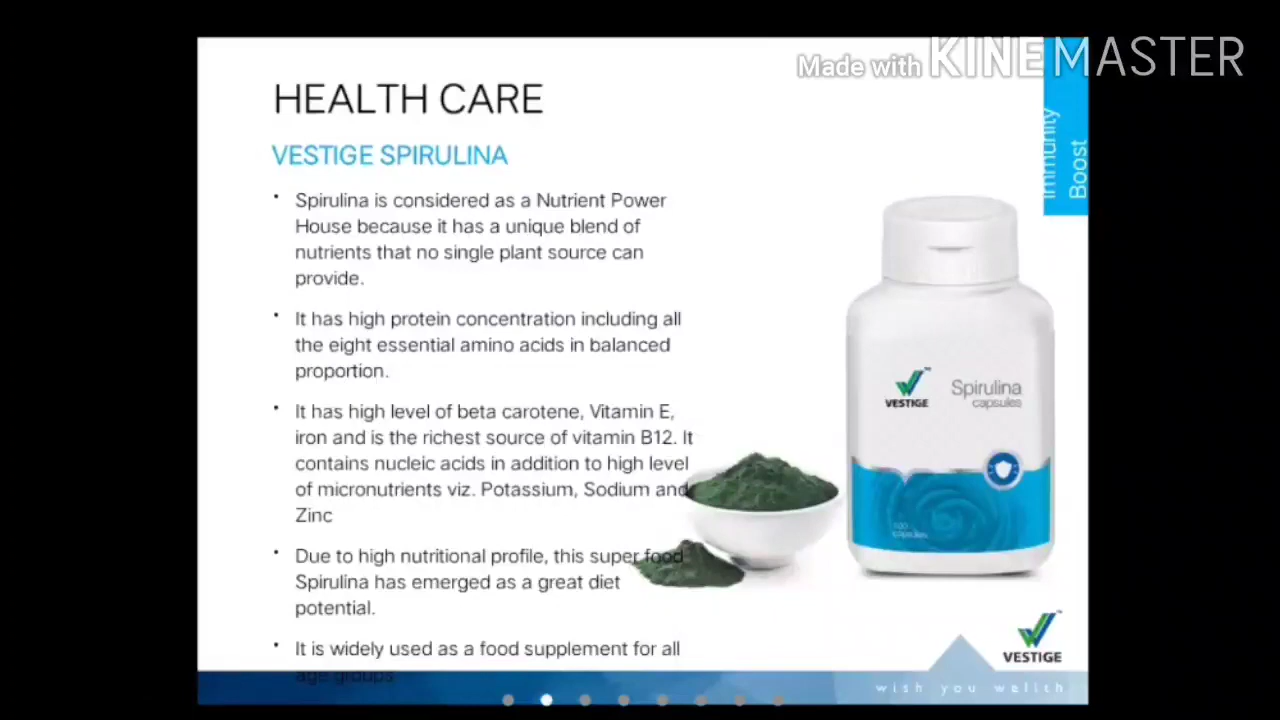 Made with KINEMASTER
HEALTH CARE
Immunity
Boost
VESTIGE SPIRULINA
• Spirulina is considered as a Nutrient Power
House because it has a unique blend of
nutrients that no single plant source can
provide.
• It has high protein concentration including all
the eight essential amino acids in balanced
proportion.
• It has high level of beta carotene, Vitamin E,
iron and is the richest source of vitamin B12. It
contains nucleic acids in addition to high level
of micronutrients viz. Potassium, Sodium and
Zinc
• Due to high nutritional profile, this super food
Spirulina has emerged as a great diet
potential.
• It is widely used as a food supplement for all
age groups
VESTIGE
Spirulina
capsules
100
capsules
VESTIGE
wish you wellth